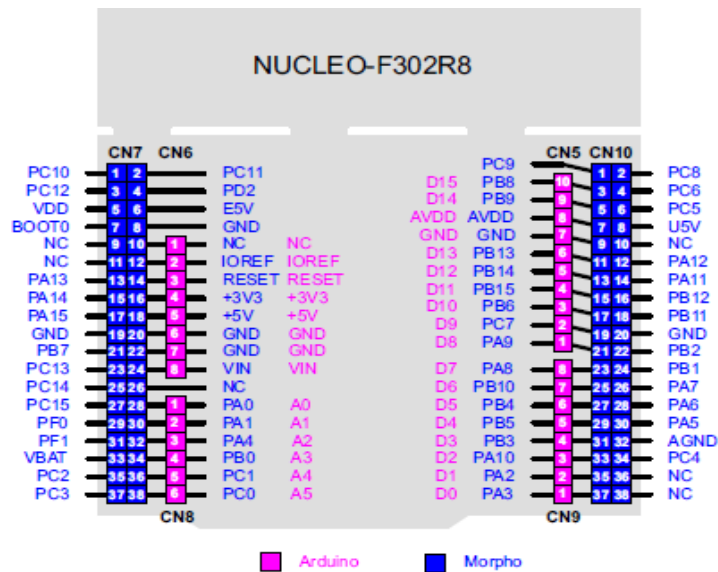 NUCLEO-F302R8
CN7 CN6 CN5 CN10
PC9
PC10 1 2 PC11 1 2 PC8
PC12 3 4 PD2 D15 PB8 10 3 4 PC6
VDD 5 6 E5V D14 PB9 9 5 6 PC5
BOOT0 7 8 GND AVDD AVDD 8 7 8 U5V
NC 9 10 1 NC NC GND GND 7 9 10 NC
NC 11 12 2 IOREF IOREF D13 PB13 6 11 12 PA12
PA13 13 14 3 RESET RESET D12 PB14 5 13 14 PA11
PA14 15 16 4 +3V3 +3V3 D11 PB15 4 15 16 PB12
PA15 17 18 5 +5V +5V D10 PB6 3 17 18 PB11
GND 19 20 6 GND GND D9 PC7 2 19 20 GND
PB7 21 22 7 GND GND D8 PA9 1 21 22 PB2
PC13 23 24 8 VIN VIN D7 PA8 8 23 24 PB1
PC14 25 26 NC D6 PB10 7 25 26 PA7
PC15 27 28 1 PA0 A0 D5 PB4 6 27 28 PA6
PF0 29 30 2 PA1 A1 D4 PB5 5 29 30 PA5
PF1 31 32 3 PA4 A2 D3 PB3 4 31 32 AGND
VBAT 33 34 4 PB0 A3 D2 PA10 3 33 34 PC4
PC2 35 36 5 PC1 A4 D1 PA2 2 35 36 NC
PC3 37 38 6 PC0 A5 D0 PA3 1 37 38 NC
CN8 CN9
Arduino Morpho